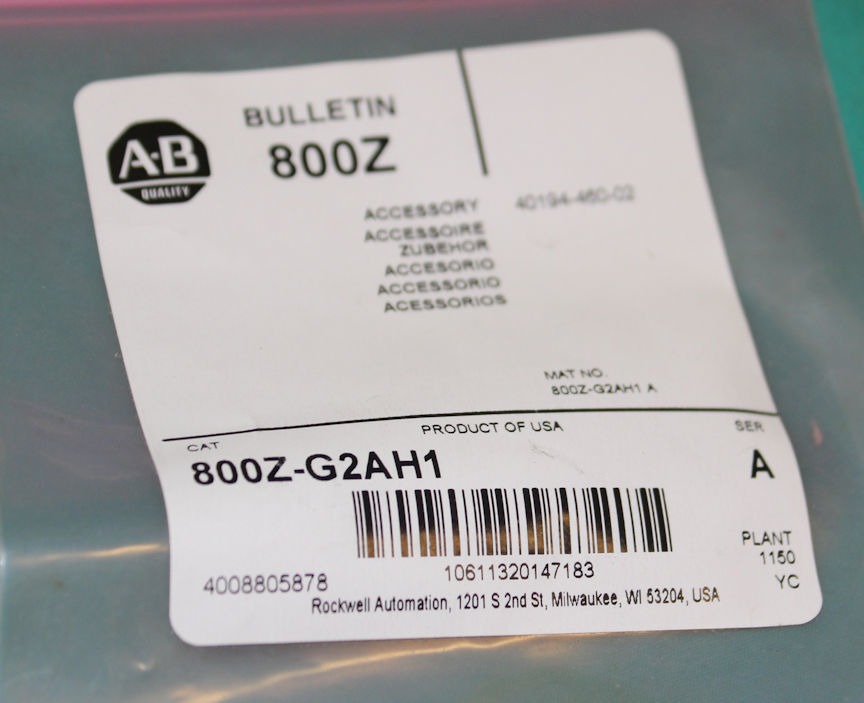 A-B
QUALITY
BULLETIN
800Z
ACCESSORY 40194-460-02
ACCESSOIRE
ZUBEHOR
ACCESORIO
ACCESSORIO
ACESSORIOS
MAT NO.
800Z-G2AH1 A
PRODUCT OF USA
CAT
SER
800Z-G2AH1
A
PLANT
1150
YC
10611320147183
4008805878
Rockwell Automation, 1201 S 2nd St, Milwaukee, WI 53204, USA